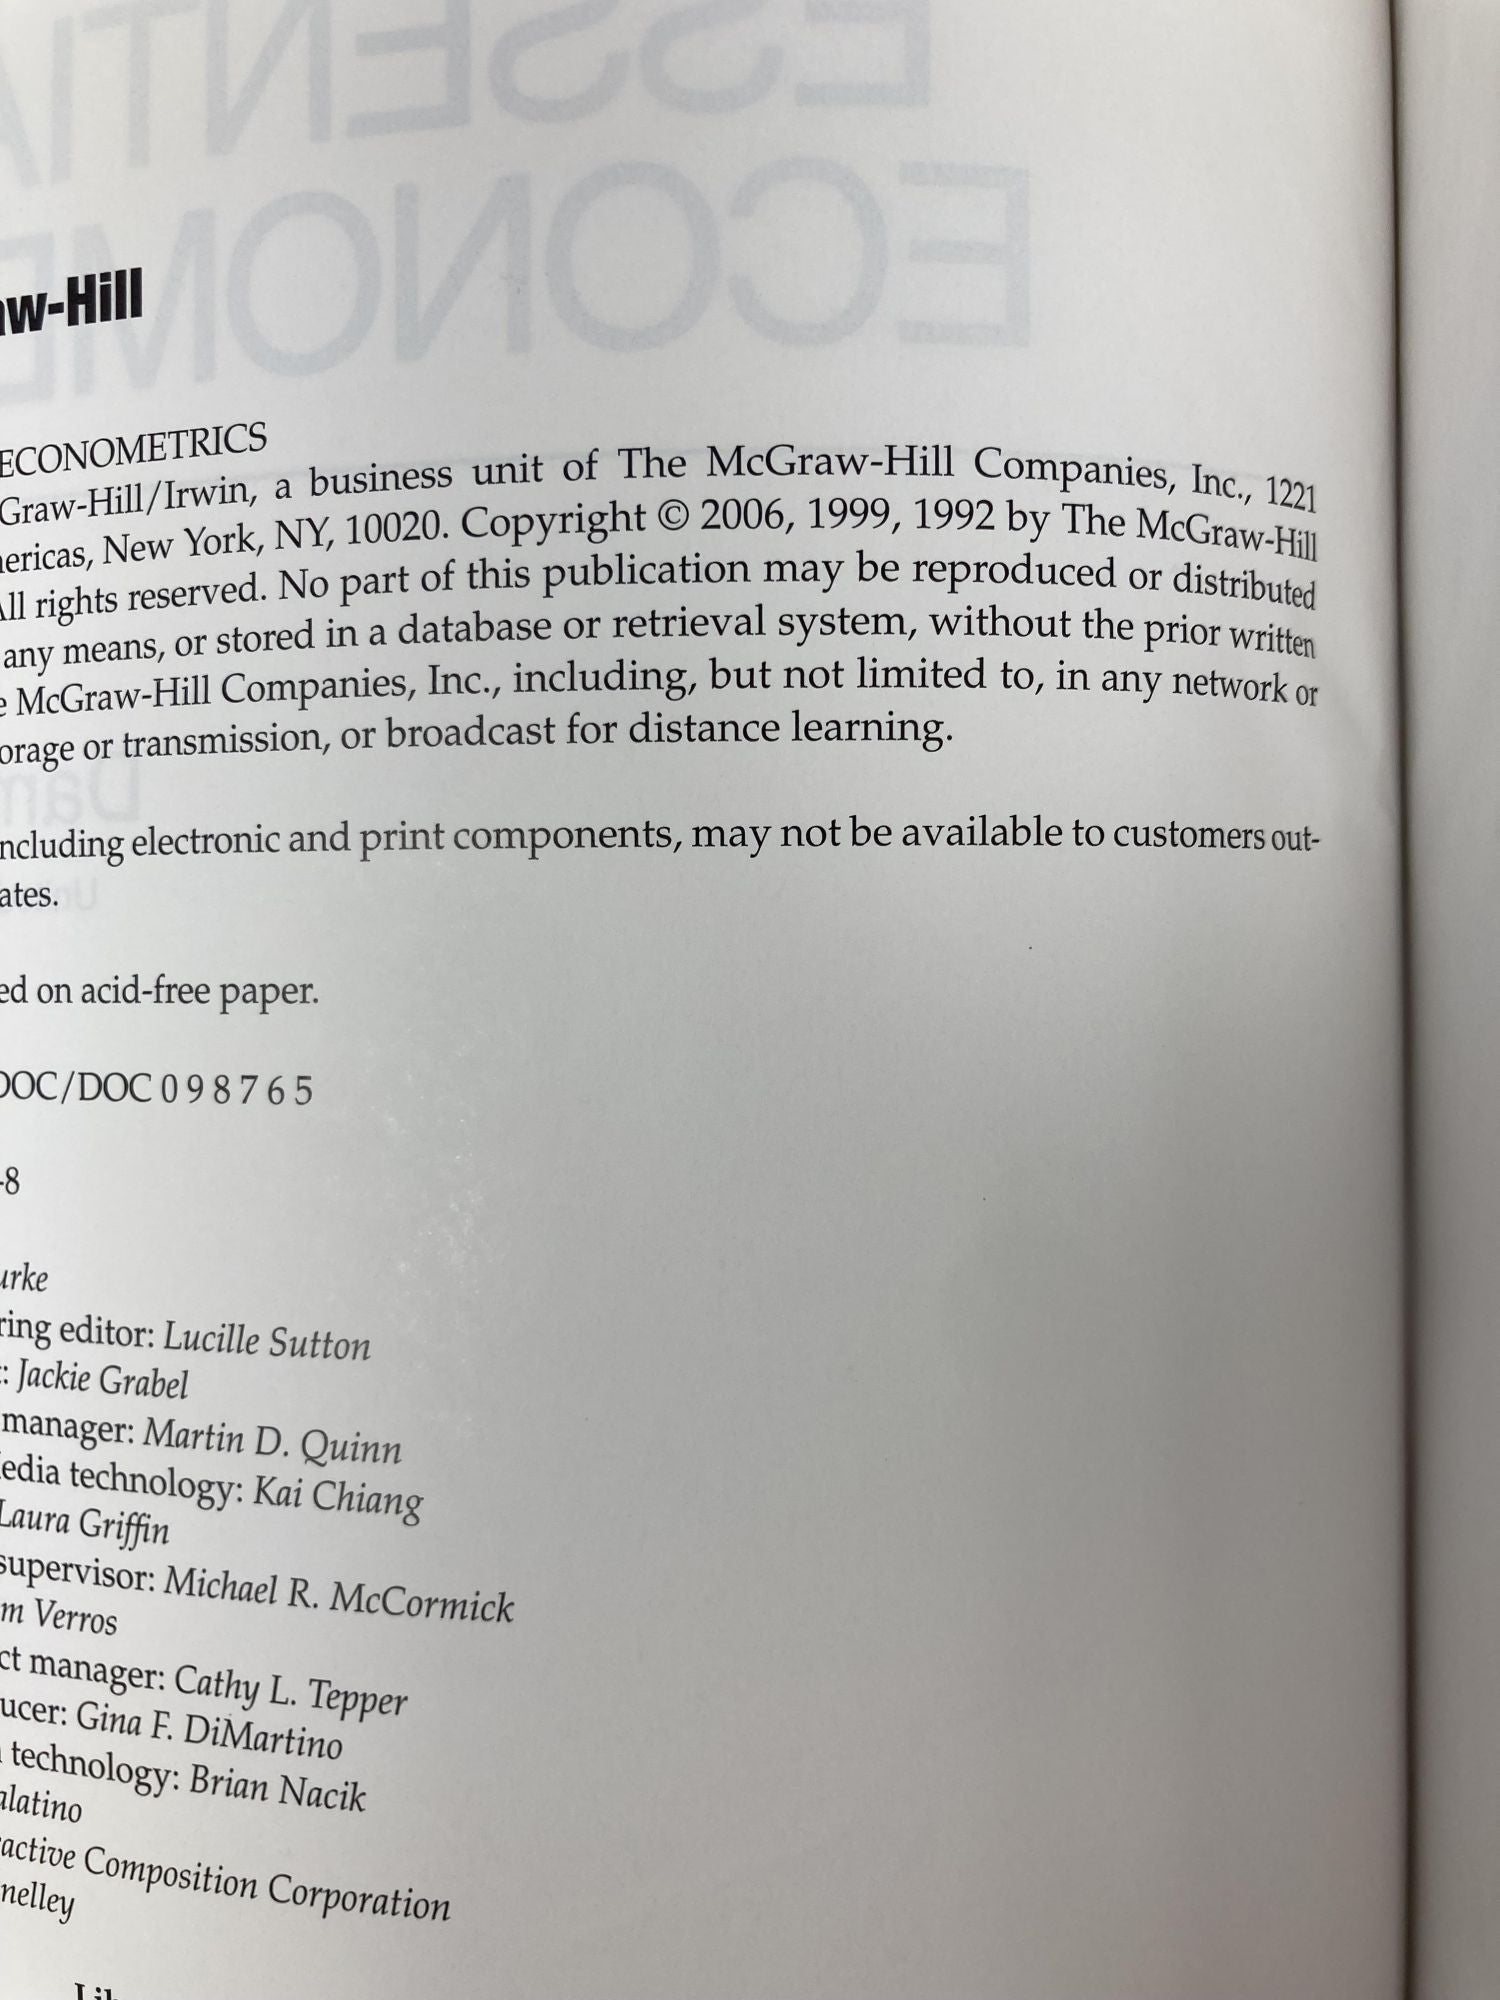 ESSENTIA
ECONOME
aw-Hill
ECONOMETRICS
Graw-Hill/Irwin, a business unit of The McGraw-Hill Companies, Inc., 1221
nericas, New York, NY, 10020. Copyright © 2006, 1999, 1992 by The McGraw-Hill
All rights reserved. No part of this publication may be reproduced or distributed
any means, or stored in a database or retrieval system, without the prior written
e McGraw-Hill Companies, Inc., including, but not limited to, in any network or
orage or transmission, or broadcast for distance learning.
Dam
ncluding electronic and print components, may not be available to customers out-
ates.
ed on acid-free paper.
DOC/DOC 0 9 8 7 6 5
-8
urke
ring editor: Lucille Sutton
: Jackie Grabel
manager: Martin D. Quinn
edia technology: Kai Chiang
Laura Griffin
supervisor: Michael R. McCormick
m Verros
ct manager: Cathy L. Tepper
ucer: Gina F. DiMartino
technology: Brian Nacik
alatino
active Composition Corporation
nelley